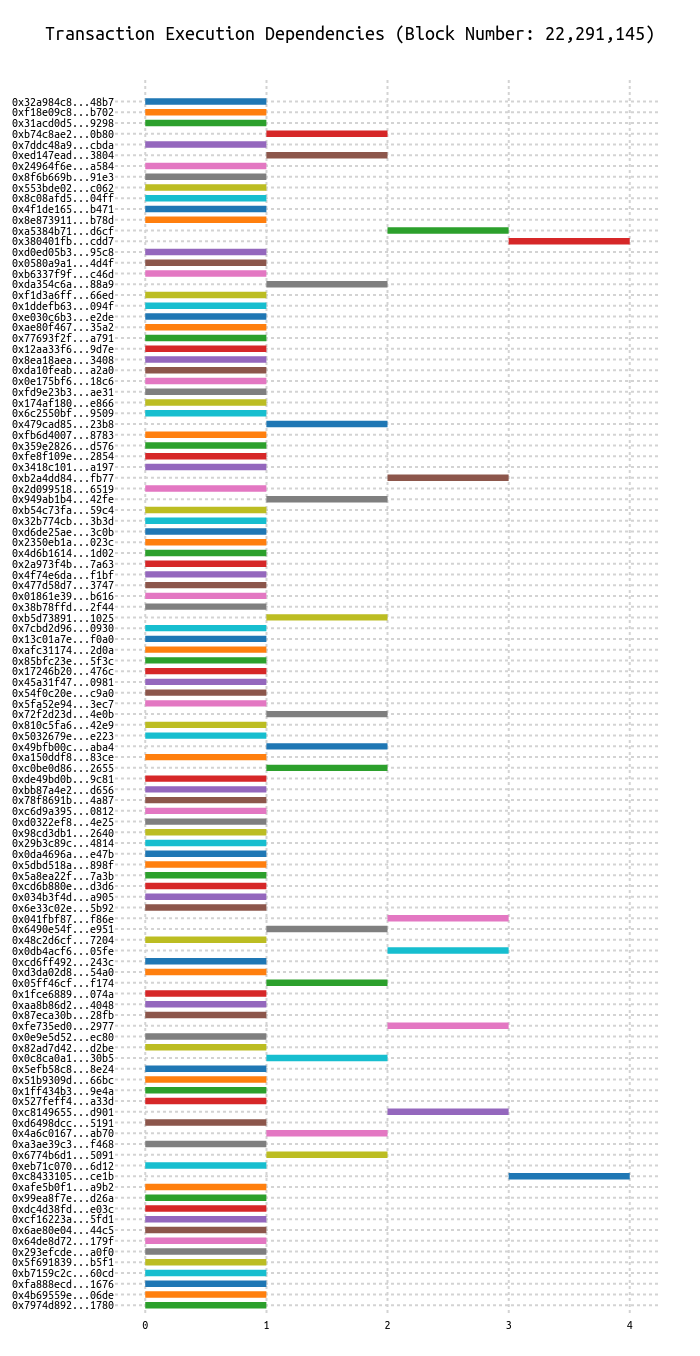 Transaction Execution Dependencies (Block Number: 22,291,145)
0x32a984c8...48b7
0xf18e09c8...b702
0x31acd0d5...9298
0xb74c8ae2...0b80
0x7ddc48a9...cbda
0xed147ead...3804
0x24964f6e...a584
0x8f6b669b...91e3
0x553bde02...c062
0x8c08afd5...04ff
0x4f1de165...b471
0x8e873911...b78d
0xa5384b71...d6cf
0x380401fb...cdd7
0xd0ed05b3...95c8
0x0580a9a1...4d4f
0xb6337f9f...c46d
0xda354c6a...88a9
0xf1d3a6ff...66ed
0x1ddefb63...094f
0xe030c6b3...e2de
0xae80f467...35a2
0x77693f2f...a791
0x12aa33f6...9d7e
0x8ea18aea...3408
0xda10feab...a2a0
0x0e175bf6...18c6
0xfd9e23b3...ae31
0x174af180...e866
0x6c2550bf...9509
0x479cad85...23b8
0xfb6d4007...8783
0x359e2826...d576
0xfe8f109e...2854
0x3418c101...a197
0xb2a4dd84...fb77
0x2d099518...6519
0x949ab1b4...42fe
0xb54c73fa...59c4
0x32b774cb...3b3d
0xd6de25ae...3c0b
0x2350eb1a...023c
0x4d6b1614...1d02
0x2a973f4b...7a63
0x4f74e6da...f1bf
0x477d58d7...3747
0x01861e39...b616
0x38b78ffd...2f44
0xb5d73891...1025
0x7cbd2d96...0930
0x13c01a7e...f0a0
0xafc31174...2d0a
0x85bfc23e...5f3c
0x17246b20...476c
0x45a31f47...0981
0x54f0c20e...c9a0
0x5fa52e94...3ec7
0x72f2d23d...4e0b
0x810c5fa6...42e9
0x5032679e...e223
0x49bfb00c...aba4
0xa150ddf8...83ce
0xc0be0d86...2655
0xde49bd0b...9c81
0xbb87a4e2...d656
0x78f8691b...4a87
0xc6d9a395...0812
0xd0322ef8...4e25
0x98cd3db1...2640
0x29b3c89c...4814
0x0da4696a...e47b
0x5dbd518a...898f
0x5a8ea22f...7a3b
0xcd6b880e...d3d6
0x034b3f4d...a905
0x6e33c02e...5b92
0x041fbf87...f86e
0x6490e54f...e951
0x48c2d6cf...7204
0x0db4acf6...05fe
0xcd6ff492...243c
0xd3da02d8...54a0
0x05ff46cf...f174
0x1fce6889...074a
0xaa8b86d2...4048
0x87eca30b...28fb
0xfe735ed0...2977
0x0e9e5d52...ec80
0x82ad7d42...d2be
0x0c8ca0a1...30b5
0x5efb58c8...8e24
0x51b9309d...66bc
0x1ff434b3...9e4a
0x527feff4...a33d
0xc8149655...d901
0xd6498dcc...5191
0x4a6c0167...ab70
0xa3ae39c3...f468
0x6774b6d1...5091
0xeb71c070...6d12
0xc8433105...ce1b
0xafe5b0f1...a9b2
0x99ea8f7e...d26a
0xdc4d38fd...e03c
0xcf16223a...5fd1
0x6ae80e04...44c5
0x64de8d72...179f
0x293efcde...a0f0
0x5f691839...b5f1
0xb7159c2c...60cd
0xfa888ecd...1676
0x4b69559e...06de
0x7974d892...1780
0 1 2 3 4